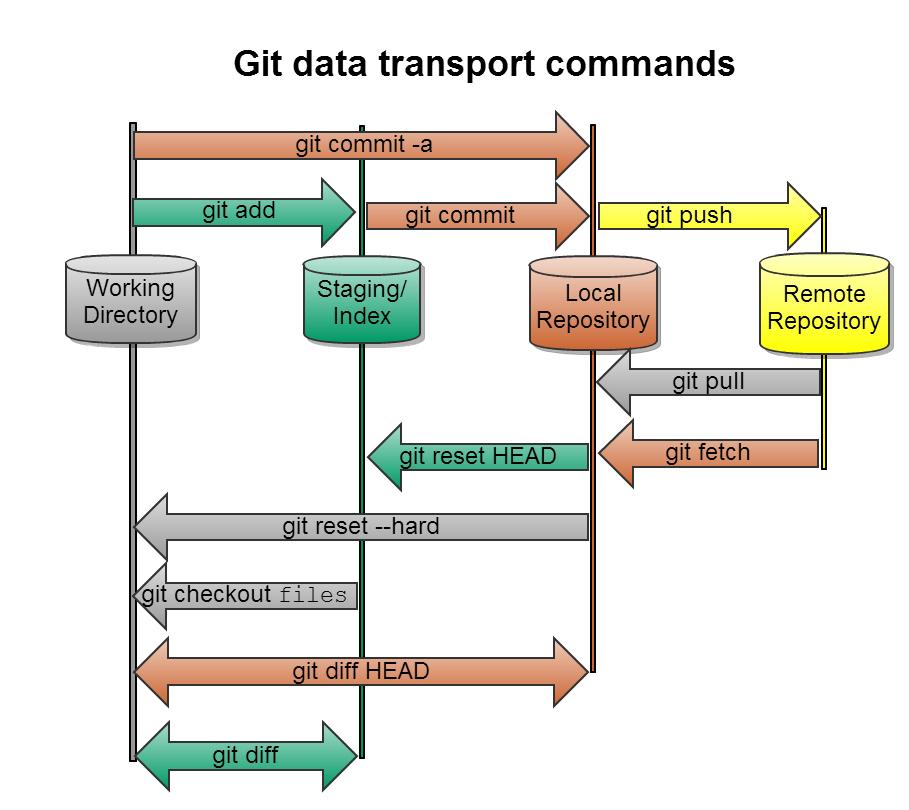 Git data transport commands
git commit -a
git add
git commit
git push
Working
Directory
Staging/
Index
Local
Repository
Remote
Repository
git pull
git reset HEAD
git fetch
git reset --hard
git checkout files
git diff HEAD
git diff